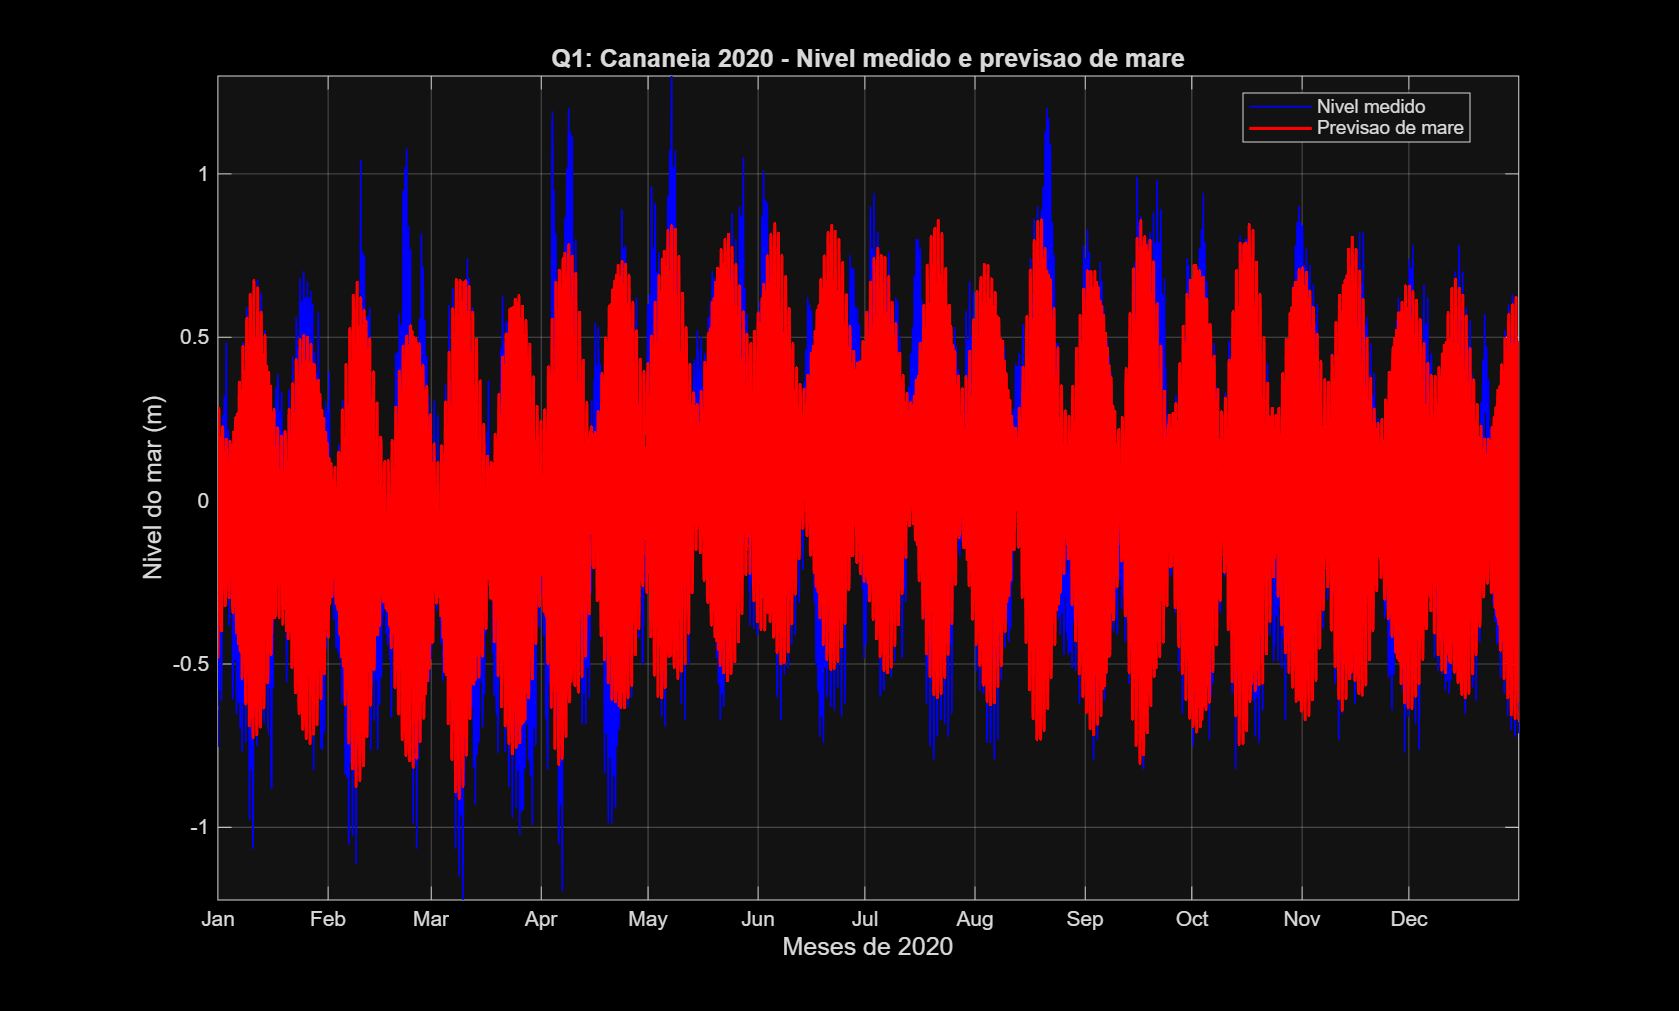 Q1: Cananeia 2020 - Nivel medido e previsao de mare
Nivel medido
Previsao de mare
1
0.5
0
-0.5
-1
Nivel do mar (m)
Jan Feb Mar Apr May Jun Jul Aug Sep Oct Nov Dec
Meses de 2020